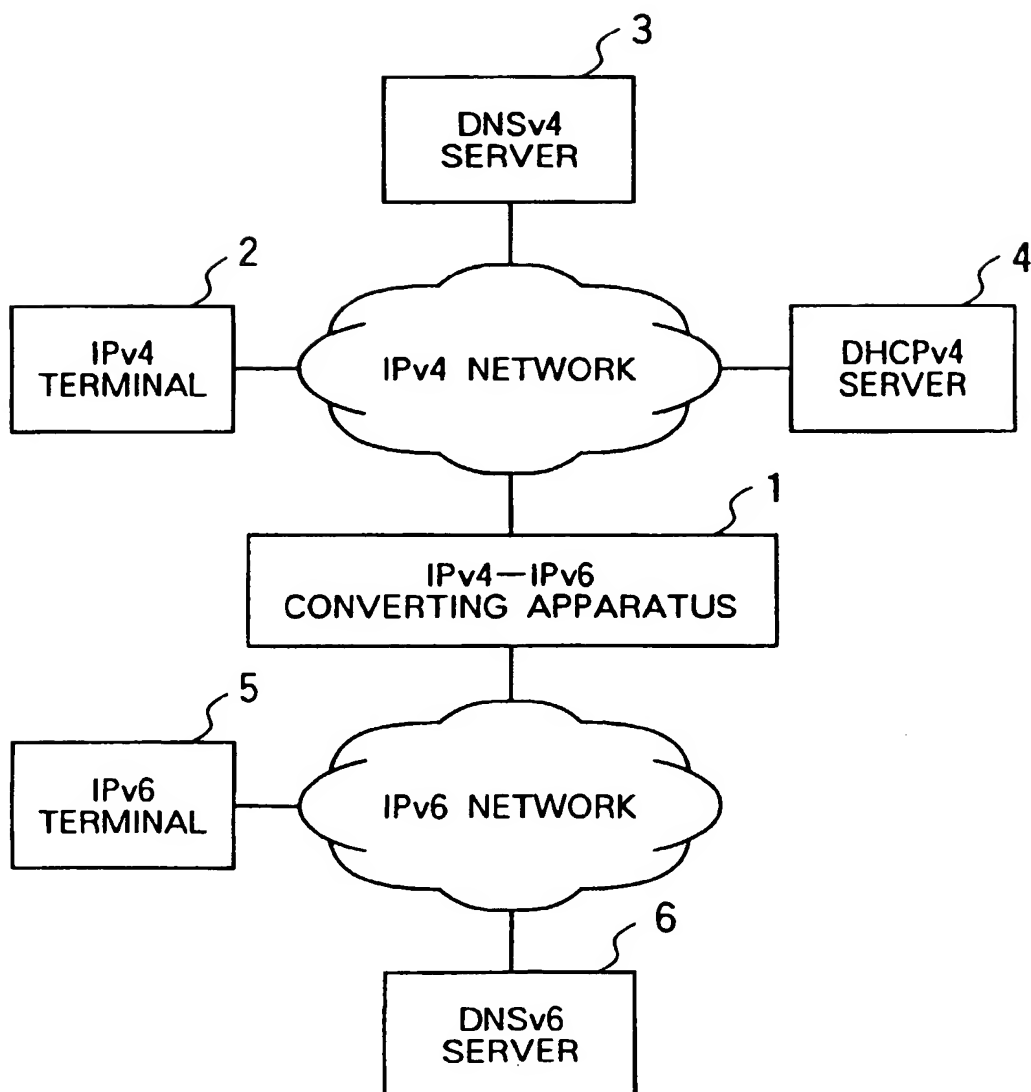 3
DNSv4
SERVER
2
4
IPv4
TERMINAL
IPv4 NETWORK
DHCPv4
SERVER
1
IPv4—IPv6
CONVERTING APPARATUS
5
IPv6
TERMINAL
IPv6 NETWORK
6
DNSv6
SERVER